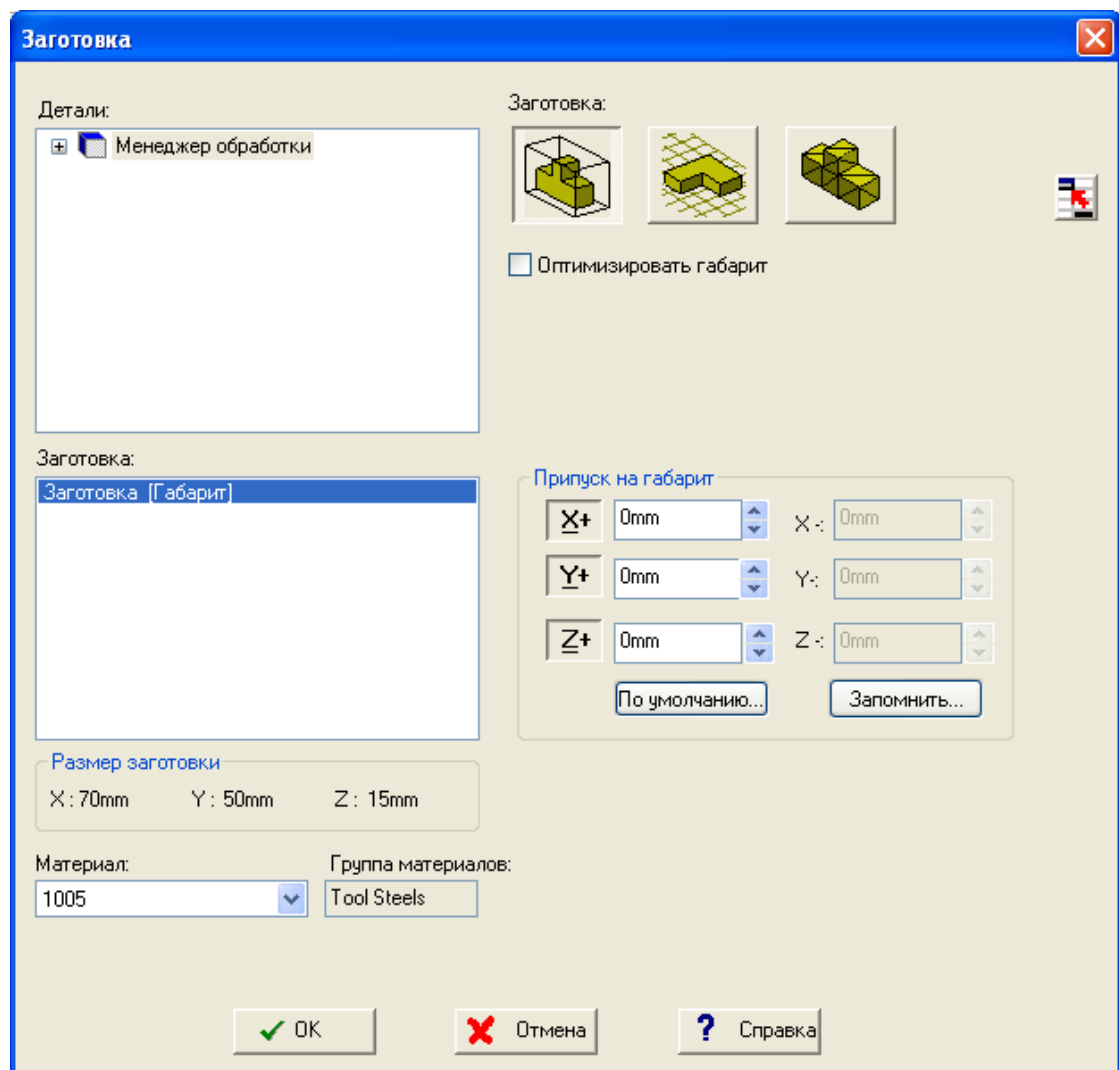 Заготовка
Детали:
Менеджер обработки
Заготовка:
Оптимизировать габарит
Заготовка:
Заготовка [Габарит]
Припуск на габарит
X+ 0mm X -: 0mm
Y+ 0mm Y-: 0mm
Z+ 0mm Z -: 0mm
По умолчанию... Запомнить...
Размер заготовки
X : 70mm Y : 50mm Z : 15mm
Материал: Группа материалов:
1005 Tool Steels
OK Отмена ? Справка